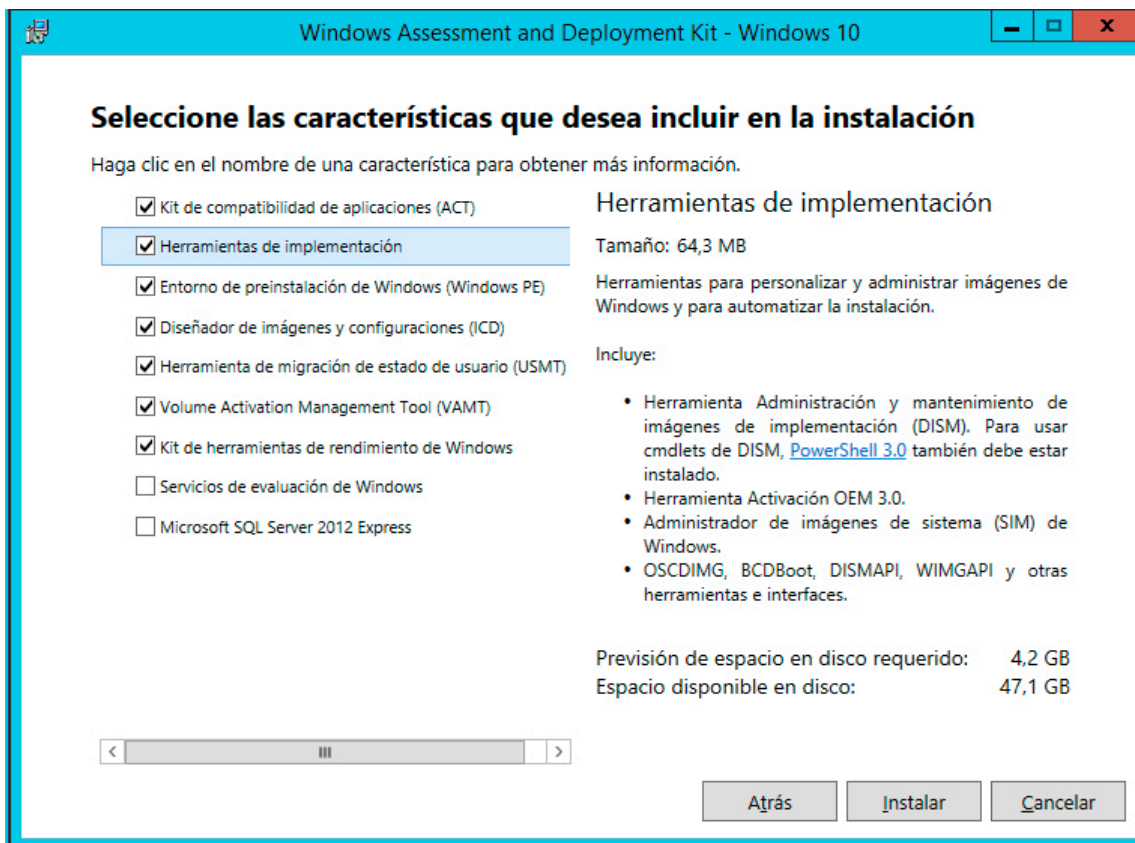 Windows Assessment and Deployment Kit - Windows 10
Seleccione las características que desea incluir en la instalación
Haga clic en el nombre de una característica para obtener más información.
Kit de compatibilidad de aplicaciones (ACT)
Herramientas de implementación
Entorno de preinstalación de Windows (Windows PE)
Diseñador de imágenes y configuraciones (ICD)
Herramienta de migración de estado de usuario (USMT)
Volume Activation Management Tool (VAMT)
Kit de herramientas de rendimiento de Windows
Servicios de evaluación de Windows
Microsoft SQL Server 2012 Express
Herramientas de implementación
Tamaño: 64,3 MB
Herramientas para personalizar y administrar imágenes de
Windows y para automatizar la instalación.
Incluye:
• Herramienta Administración y mantenimiento de
imágenes de implementación (DISM). Para usar
cmdlets de DISM, PowerShell 3.0 también debe estar
instalado.
• Herramienta Activación OEM 3.0.
• Administrador de imágenes de sistema (SIM) de
Windows.
• OSCDIMG, BCDBoot, DISMAPI, WIMGAPI y otras
herramientas e interfaces.
Previsión de espacio en disco requerido: 4,2 GB
Espacio disponible en disco: 47,1 GB
Atrás
Instalar
Cancelar